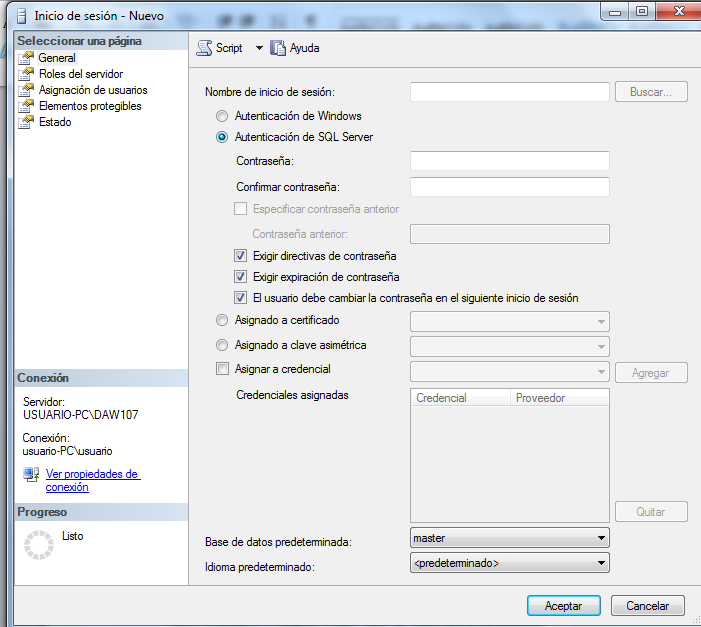 Inicio de sesión - Nuevo
Seleccionar una página
General
Roles del servidor
Asignación de usuarios
Elementos protegibles
Estado
Script
Ayuda
Nombre de inicio de sesión:
Buscar...
Autenticación de Windows
Autenticación de SQL Server
Contraseña:
Confirmar contraseña:
Especificar contraseña anterior
Contraseña anterior:
Exigir directivas de contraseña
Exigir expiración de contraseña
El usuario debe cambiar la contraseña en el siguiente inicio de sesión
Asignado a certificado
Asignado a clave asimétrica
Asignar a credencial
Agregar
Credenciales asignadas
Credencial
Proveedor
Quitar
Base de datos predeterminada:
master
Idioma predeterminado:
<predeterminado>
Conexión
Servidor:
USUARIO-PC\DAW107
Conexión:
usuario-PC\usuario
Ver propiedades de
conexión
Progreso
Listo
Aceptar
Cancelar